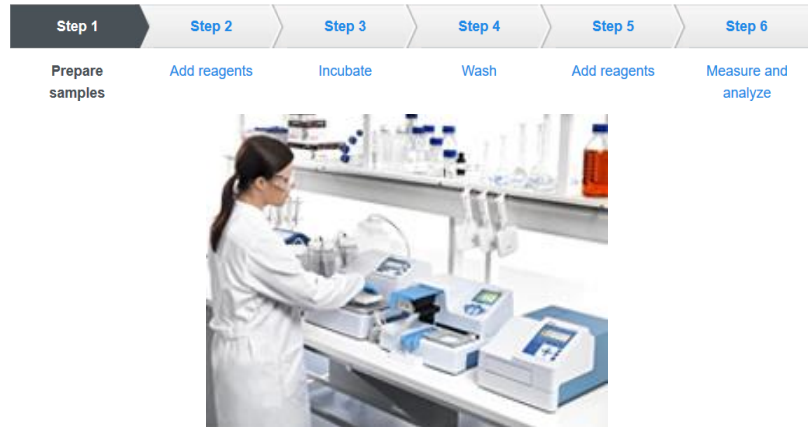 Step 1 Step 2 Step 3 Step 4 Step 5 Step 6
Prepare Add reagents Incubate Wash Add reagents Measure and
samples analyze